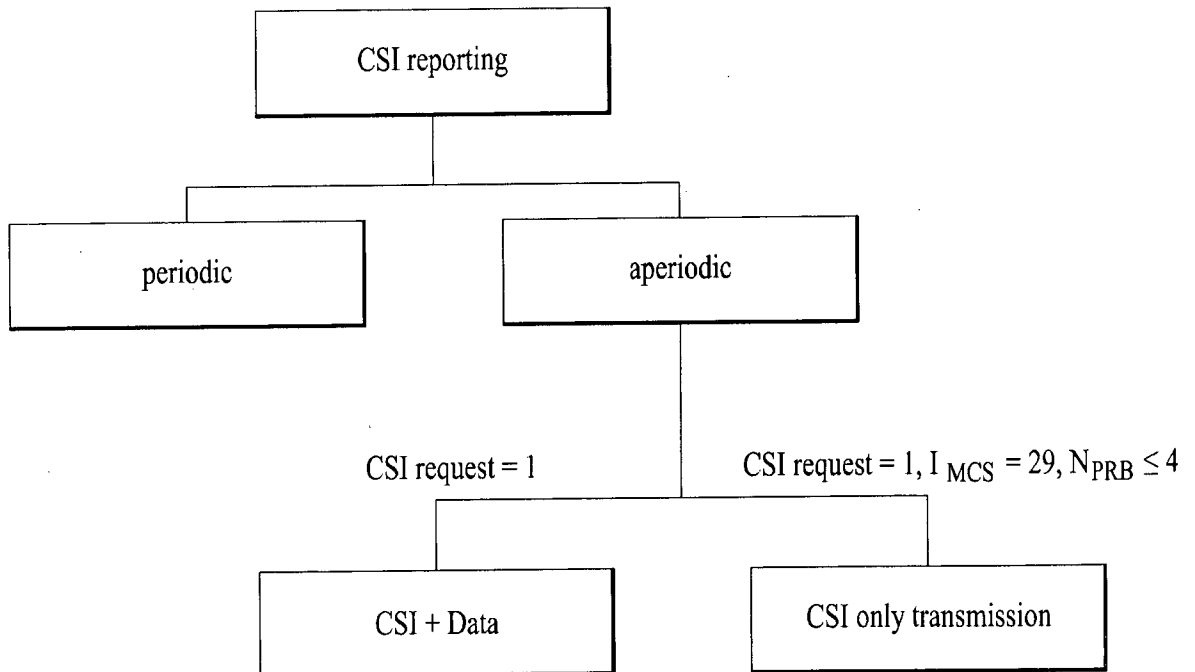 CSI reporting
periodic
aperiodic
CSI request = 1
CSI request = 1, I MCS = 29, NPRB ≤ 4
CSI + Data
CSI only transmission